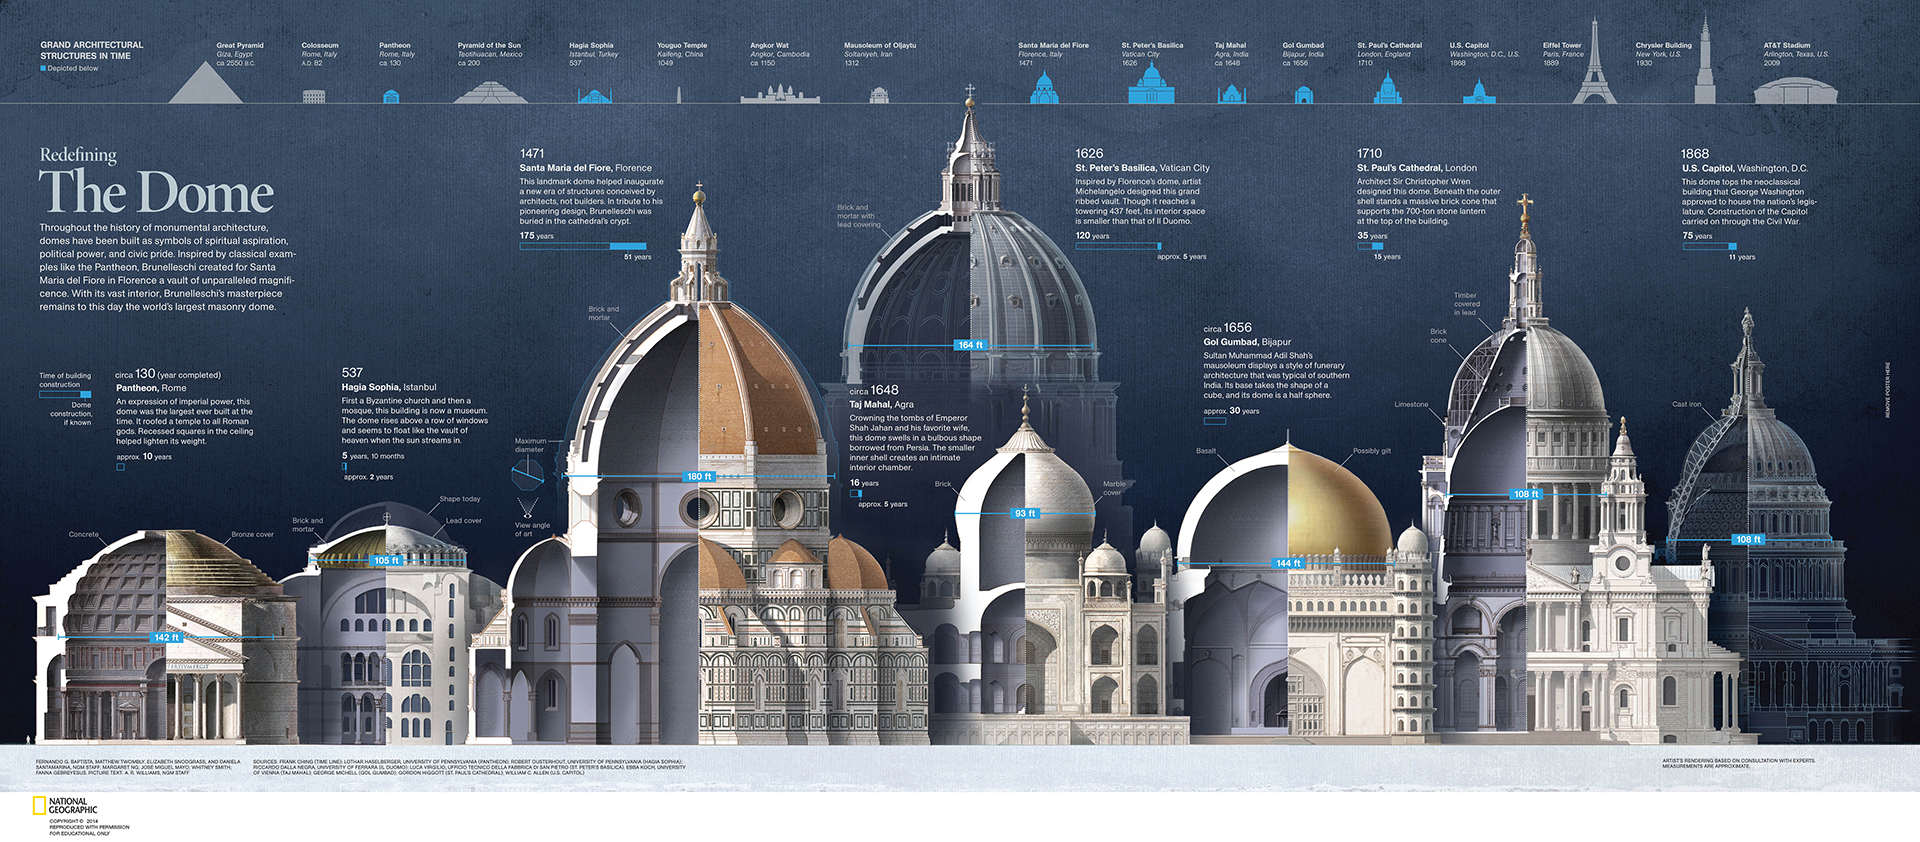 GRAND ARCHITECTURAL
STRUCTURES IN TIME
Depicted below
Great Pyramid
Giza, Egypt
ca 2550 B.C.
Colosseum
Rome, Italy
A.D. 82
Pantheon
Rome, Italy
ca 130
Pyramid of the Sun
Teotihuacan, Mexico
ca 200
Hagia Sophia
Istanbul, Turkey
537
Youguo Temple
Kaifeng, China
1049
Angkor Wat
Angkor, Cambodia
ca 1150
Mausoleum of Oljaytu
Soltaniyeh, Iran
1312
Santa Maria del Fiore
Florence, Italy
1471
St. Peter's Basilica
Vatican City
1626
Taj Mahal
Agra, India
ca 1648
Gol Gumbad
Bijapur, India
ca 1656
St. Paul's Cathedral
London, England
1710
U.S. Capitol
Washington, D.C., U.S.
1868
Eiffel Tower
Paris, France
1889
Chrysler Building
New York, U.S.
1930
AT&T Stadium
Arlington, Texas, U.S.
2009
Redefining
The Dome
Throughout the history of monumental architecture,
domes have been built as symbols of spiritual aspiration,
political power, and civic pride. Inspired by classical exam-
ples like the Pantheon, Brunelleschi created for Santa
Maria del Fiore in Florence a vault of unparalleled magnifi-
cence. With its vast interior, Brunelleschi's masterpiece
remains to this day the world's largest masonry dome.
1471
Santa Maria del Fiore, Florence
This landmark dome helped inaugurate
a new era of structures conceived by
architects, not builders. In tribute to his
pioneering design, Brunelleschi was
buried in the cathedral's crypt.
175 years
51 years
Brick and
mortar with
lead covering
1626
St. Peter's Basilica, Vatican City
Inspired by Florence's dome, artist
Michelangelo designed this grand
ribbed vault. Though it reaches a
towering 437 feet, its interior space
is smaller than that of Il Duomo.
120 years
approx. 5 years
1710
St. Paul's Cathedral, London
Architect Sir Christopher Wren
designed this dome. Beneath the outer
shell stands a massive brick cone that
supports the 700-ton stone lantern
at the top of the building.
35 years
15 years
1868
U.S. Capitol, Washington, D.C.
This dome tops the neoclassical
building that George Washington
approved to house the nation's legis-
lature. Construction of the Capitol
carried on through the Civil War.
75 years
11 years
Time of building
construction
Dome
construction,
if known
circa 130 (year completed)
Pantheon, Rome
An expression of imperial power, this
dome was the largest ever built at the
time. It roofed a temple to all Roman
gods. Recessed squares in the ceiling
helped lighten its weight.
approx. 10 years
537
Hagia Sophia, Istanbul
First a Byzantine church and then a
mosque, this building is now a museum.
The dome rises above a row of windows
and seems to float like the vault of
heaven when the sun streams in.
5 years, 10 months
approx. 2 years
Brick and
mortar
Maximum
diameter
View angle
of art
180 ft
164 ft
circa 1648
Taj Mahal, Agra
Crowning the tombs of Emperor
Shah Jahan and his favorite wife,
this dome swells in a bulbous shape
borrowed from Persia. The smaller
inner shell creates an intimate
interior chamber.
16 years
approx. 5 years
Brick
Marble
cover
93 ft
circa 1656
Gol Gumbad, Bijapur
Sultan Muhammad Adil Shah's
mausoleum displays a style of funerary
architecture that was typical of southern
India. Its base takes the shape of a
cube, and its dome is a half sphere.
approx. 30 years
Basalt
Possibly gilt
144 ft
Timber
covered
in lead
Brick
cone
Limestone
108 ft
Cast iron
108 ft
REMOVE POSTER HERE
Concrete
Bronze cover
142 ft
Brick and
mortar
Shape today
Lead cover
105 ft
FERNANDO G. BAPTISTA, MATTHEW TWOMBLY, ELIZABETH SNODGRASS, AND DANIELA
SANTAMARINA, NGM STAFF. MARGARET NG; JOSÉ MIGUEL MAYO; WHITNEY SMITH;
FANNA GEBREYESUS. PICTURE TEXT: A. R. WILLIAMS, NGM STAFF
SOURCES: FRANK CHING (TIME LINE); LOTHAR HASELBERGER, UNIVERSITY OF PENNSYLVANIA (PANTHEON); ROBERT OUSTERHOUT, UNIVERSITY OF PENNSYLVANIA (HAGIA SOPHIA);
RICCARDO DALLA NEGRA, UNIVERSITY OF FERRARA (IL DUOMO); LUCA VIRGILIO, UFICIO TECNICO DELLA FABBRICA DI SAN PIETRO (ST. PETER'S BASILICA); EBBA KOCH, UNIVERSITY
OF VIENNA (TAJ MAHAL); GEORGE MICHELL (GOL GUMBAD); GORDON HIGGOTT (ST. PAUL'S CATHEDRAL); WILLIAM C. ALLEN (U.S. CAPITOL)
ARTIST'S RENDERING BASED ON CONSULTATION WITH EXPERTS.
MEASUREMENTS ARE APPROXIMATE.
NATIONAL
GEOGRAPHIC
COPYRIGHT © 2014
REPRODUCED WITH PERMISSION
FOR EDUCATIONAL ONLY